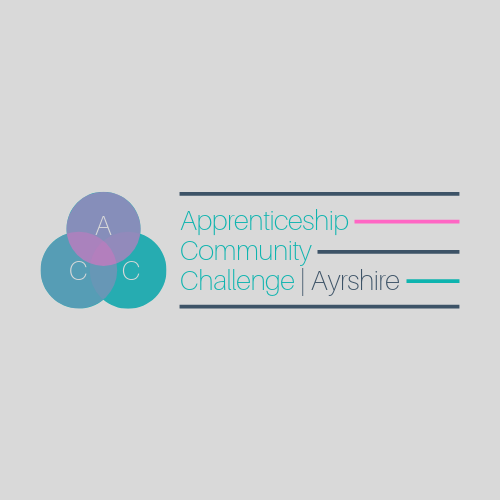 A
C C
Apprenticeship
Community
Challenge | Ayrshire